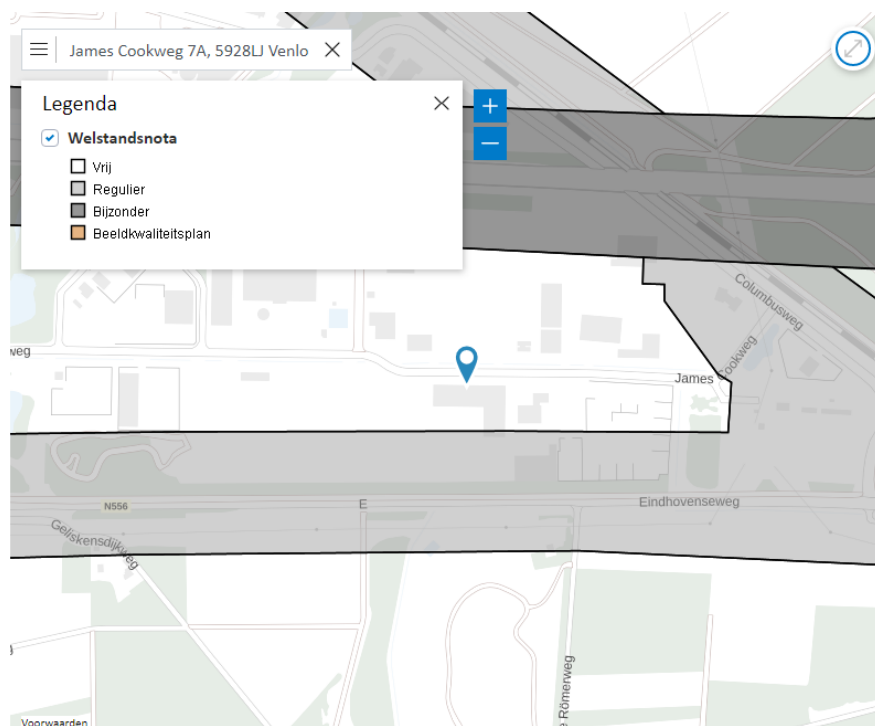 James Cookweg 7A, 5928LJ Venlo
Legenda
Welstandsnota
Vrij
Regulier
Bijzonder
Beeldkwaliteitsplan
Columbusweg
weg
James Cookweg
N556
E
Eindhovenseweg
Geliskensdijkweg
Römerweg
Voorwaarden